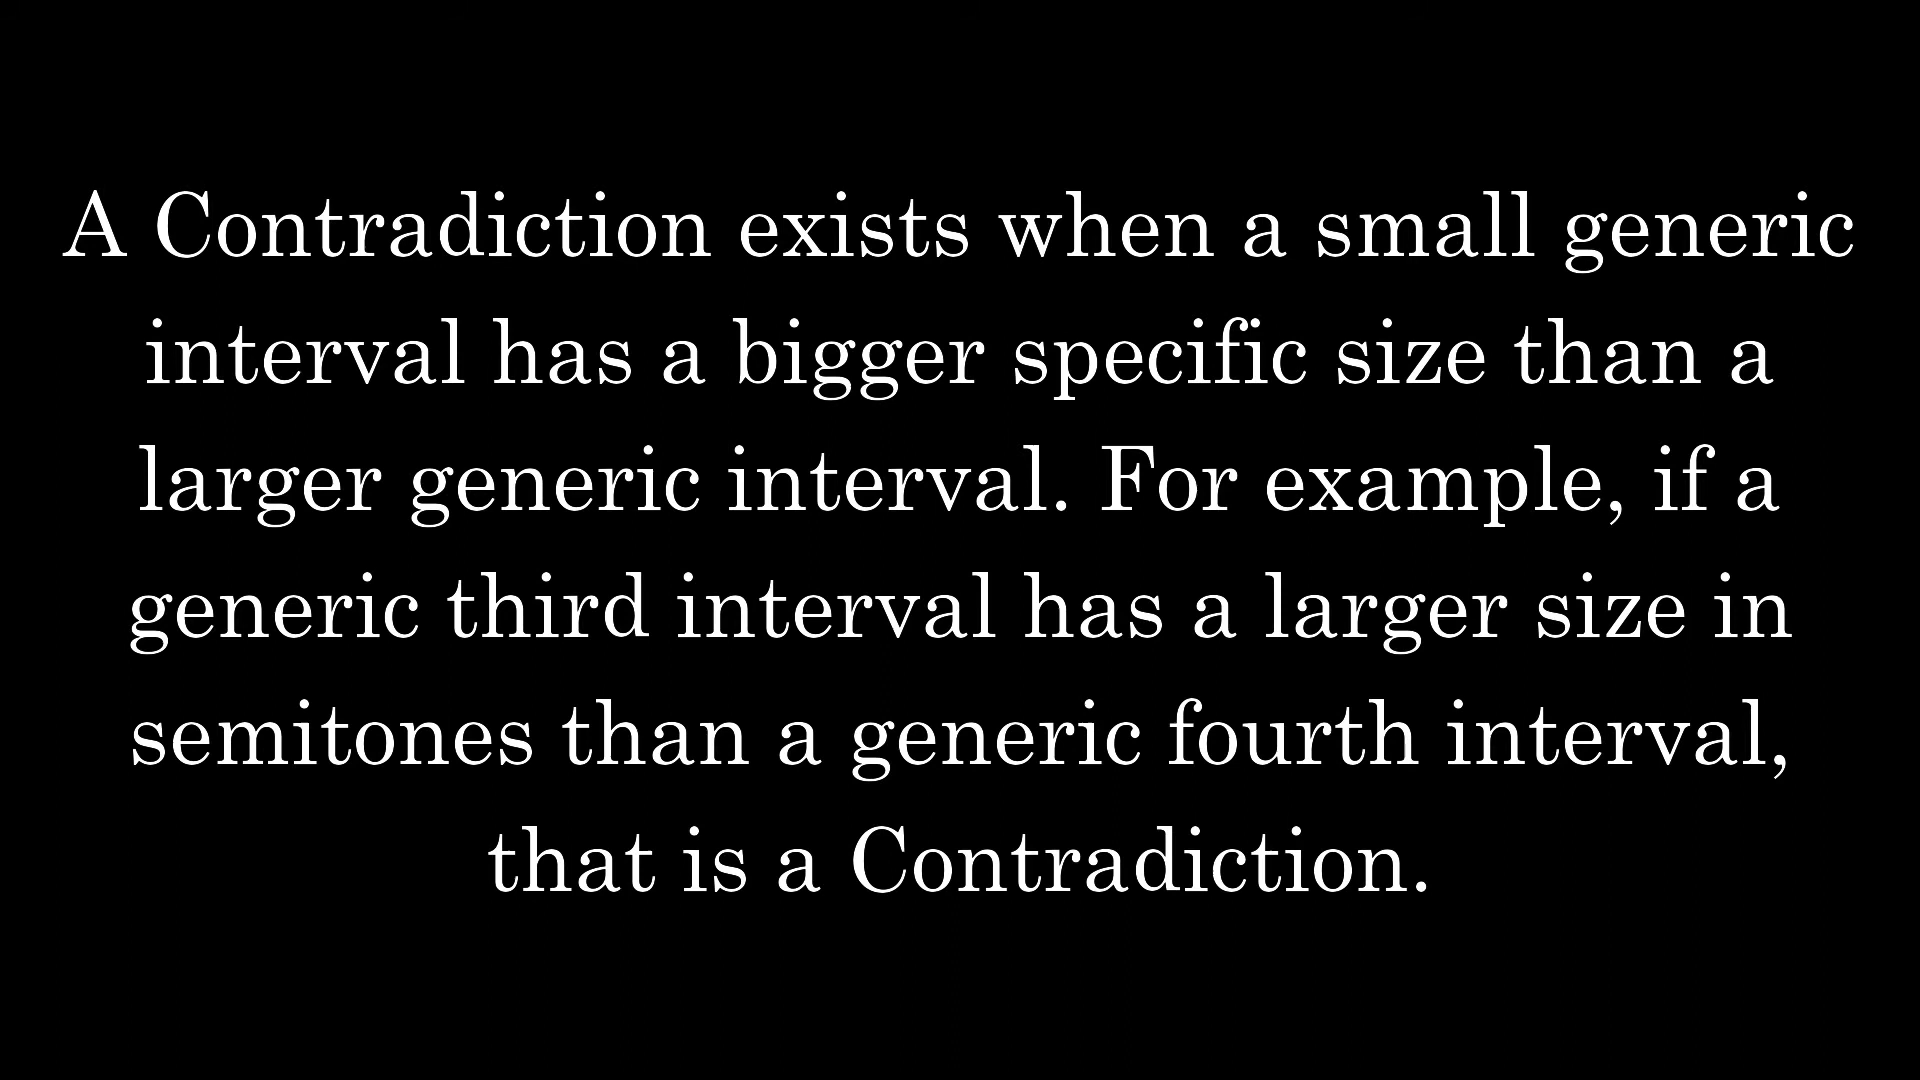 A Contradiction exists when a small generic
interval has a bigger specific size than a
larger generic interval. For example, if a
generic third interval has a larger size in
semitones than a generic fourth interval,
that is a Contradiction.